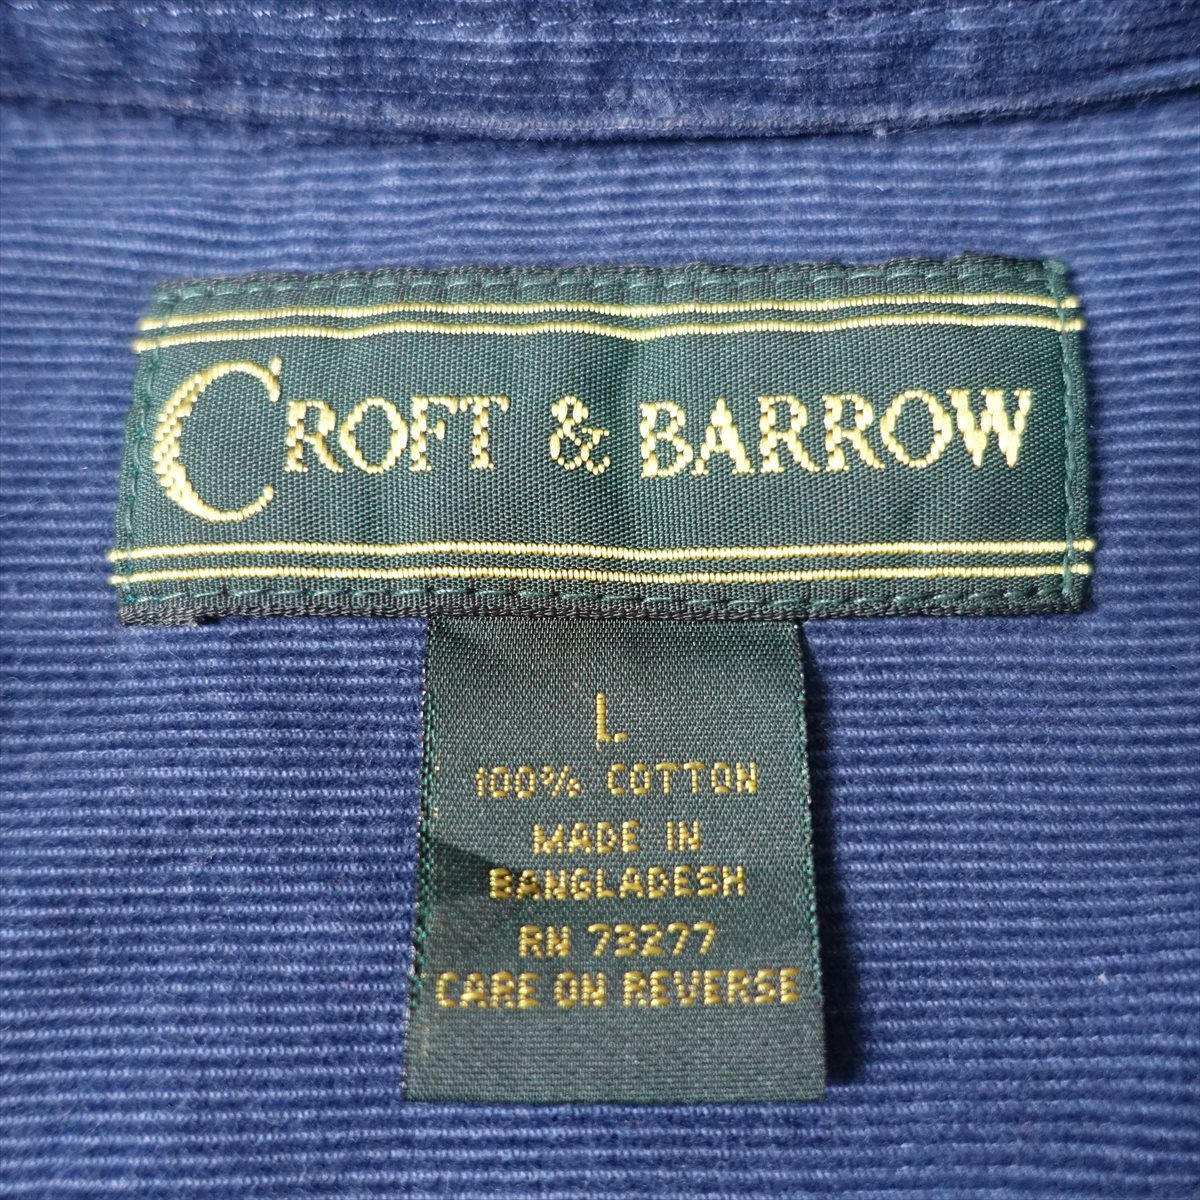 CROFT & BARROW
L
100% COTTON
MADE IN
BANGLADESH
RN 73277
CARE ON REVERSE